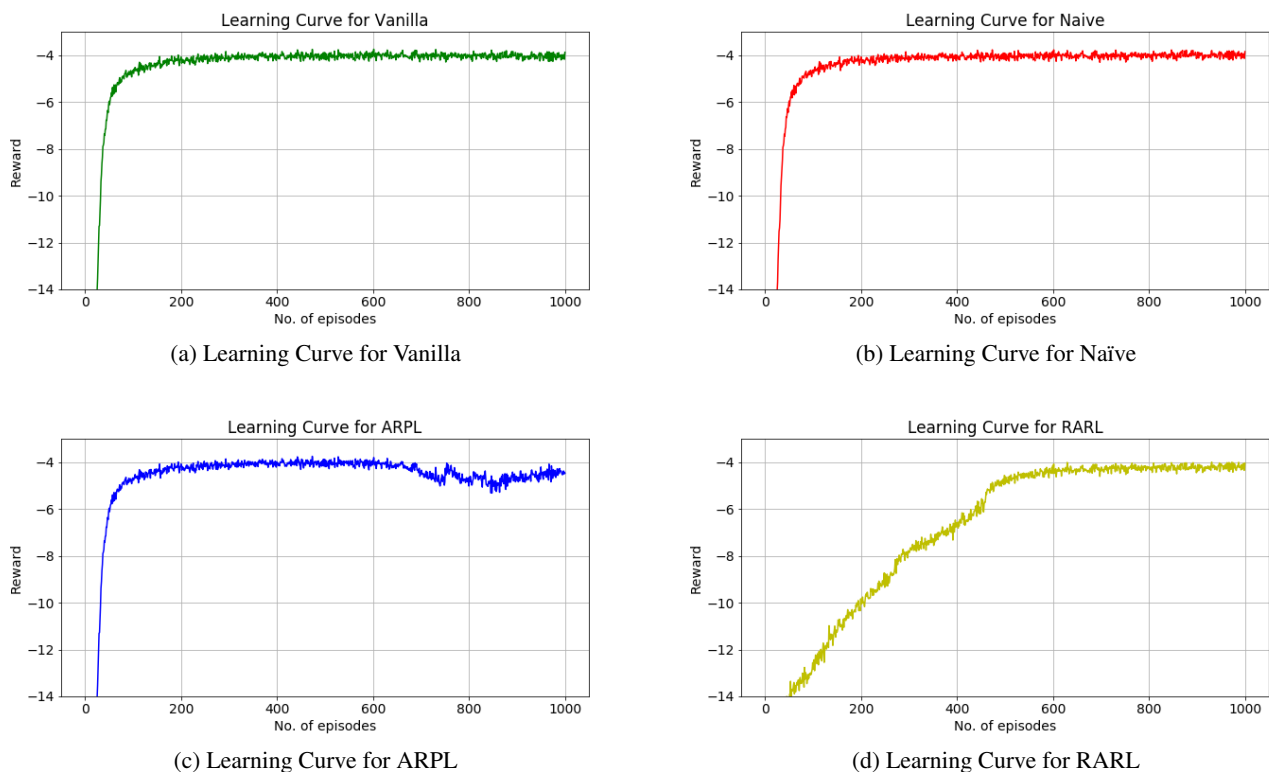 Learning Curve for Vanilla
−4
−6
−8
−10
−12
−14
Reward
0 200 400 600 800 1000
No. of episodes
(a) Learning Curve for Vanilla
Learning Curve for Naive
−4
−6
−8
−10
−12
−14
Reward
0 200 400 600 800 1000
No. of episodes
(b) Learning Curve for Naïve
Learning Curve for ARPL
−4
−6
−8
−10
−12
−14
Reward
0 200 400 600 800 1000
No. of episodes
(c) Learning Curve for ARPL
Learning Curve for RARL
−4
−6
−8
−10
−12
−14
Reward
0 200 400 600 800 1000
No. of episodes
(d) Learning Curve for RARL